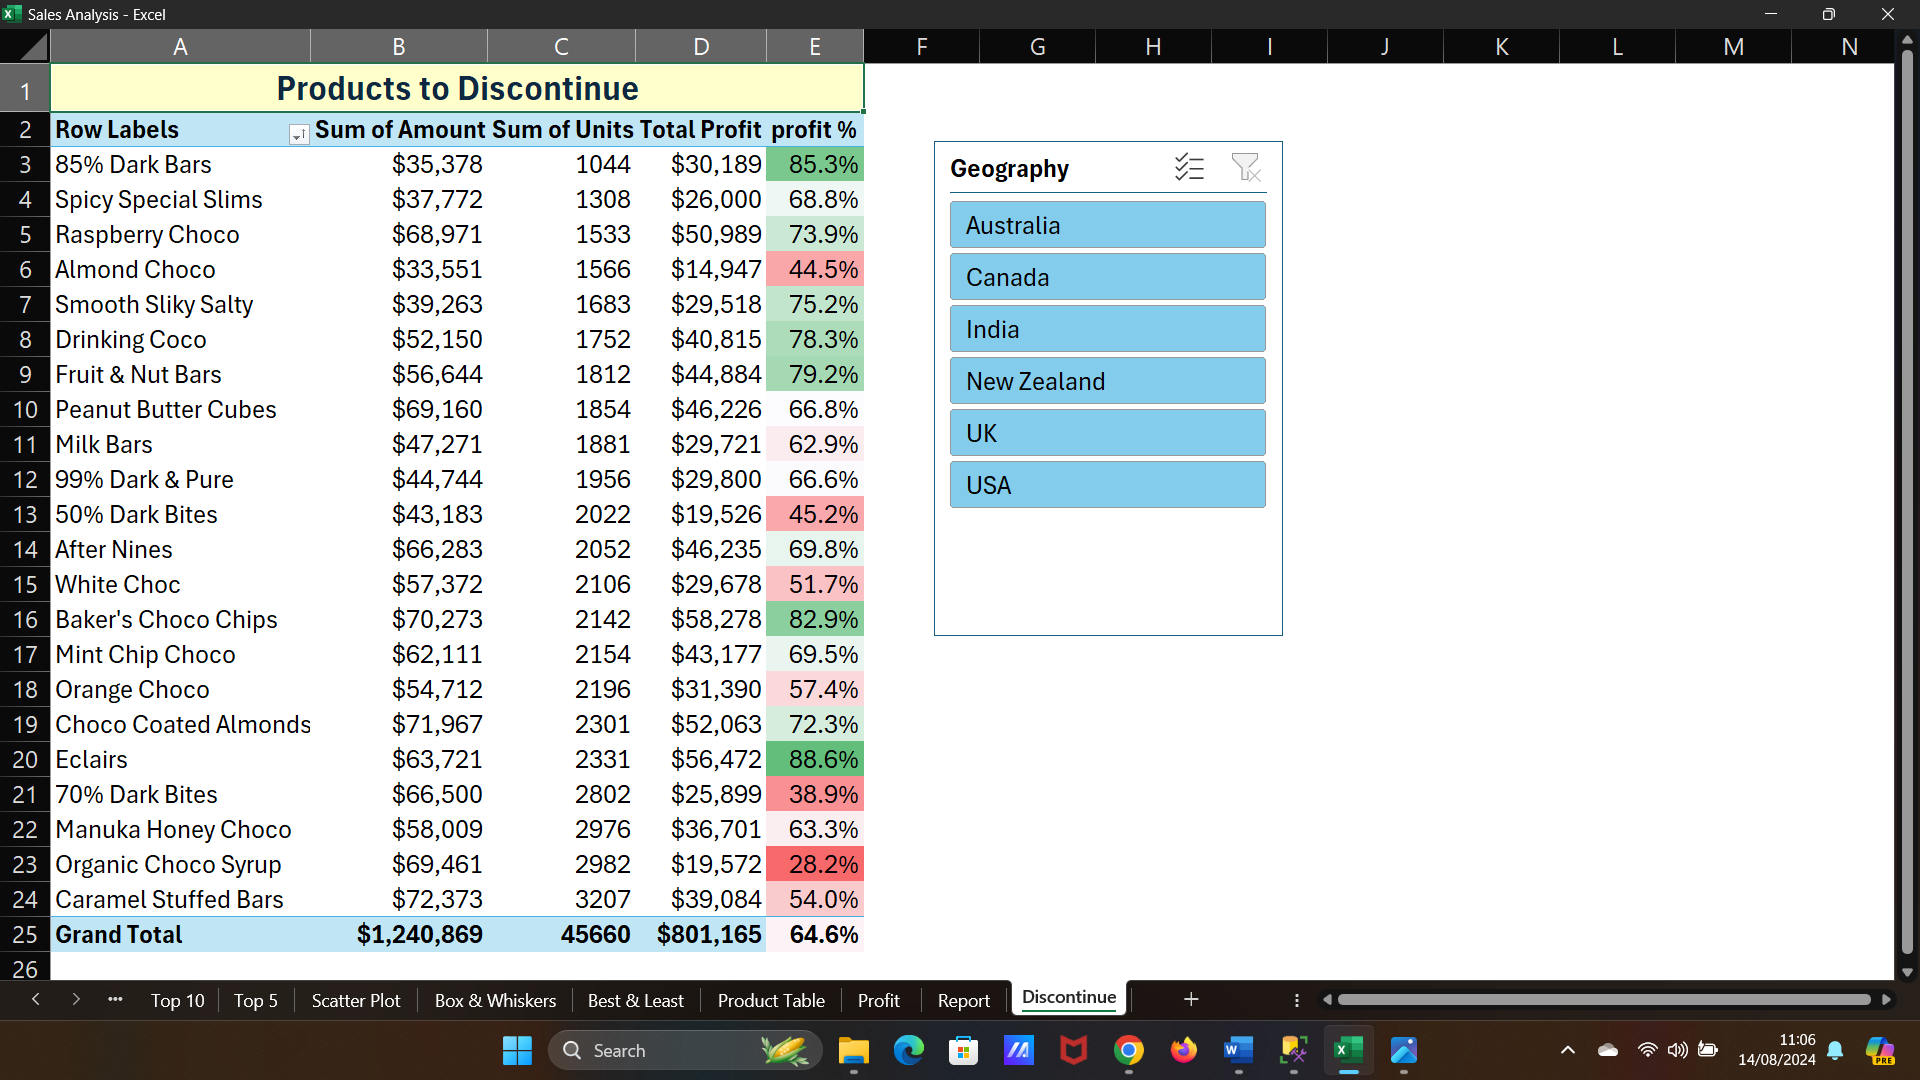 Sales Analysis - Excel
A B C D E F G H I J K L M N
1 Products to Discontinue
2 Row Labels Sum of Amount Sum of Units Total Profit profit %
3 85% Dark Bars $35,378 1044 $30,189 85.3%
4 Spicy Special Slims $37,772 1308 $26,000 68.8%
5 Raspberry Choco $68,971 1533 $50,989 73.9%
6 Almond Choco $33,551 1566 $14,947 44.5%
7 Smooth Sliky Salty $39,263 1683 $29,518 75.2%
8 Drinking Coco $52,150 1752 $40,815 78.3%
9 Fruit & Nut Bars $56,644 1812 $44,884 79.2%
10 Peanut Butter Cubes $69,160 1854 $46,226 66.8%
11 Milk Bars $47,271 1881 $29,721 62.9%
12 99% Dark & Pure $44,744 1956 $29,800 66.6%
13 50% Dark Bites $43,183 2022 $19,526 45.2%
14 After Nines $66,283 2052 $46,235 69.8%
15 White Choc $57,372 2106 $29,678 51.7%
16 Baker's Choco Chips $70,273 2142 $58,278 82.9%
17 Mint Chip Choco $62,111 2154 $43,177 69.5%
18 Orange Choco $54,712 2196 $31,390 57.4%
19 Choco Coated Almonds $71,967 2301 $52,063 72.3%
20 Eclairs $63,721 2331 $56,472 88.6%
21 70% Dark Bites $66,500 2802 $25,899 38.9%
22 Manuka Honey Choco $58,009 2976 $36,701 63.3%
23 Organic Choco Syrup $69,461 2982 $19,572 28.2%
24 Caramel Stuffed Bars $72,373 3207 $39,084 54.0%
25 Grand Total $1,240,869 45660 $801,165 64.6%
26
Geography
Australia
Canada
India
New Zealand
UK
USA
Top 10 Top 5 Scatter Plot Box & Whiskers Best & Least Product Table Profit Report Discontinue
Search
11:06
14/08/2024
PRE